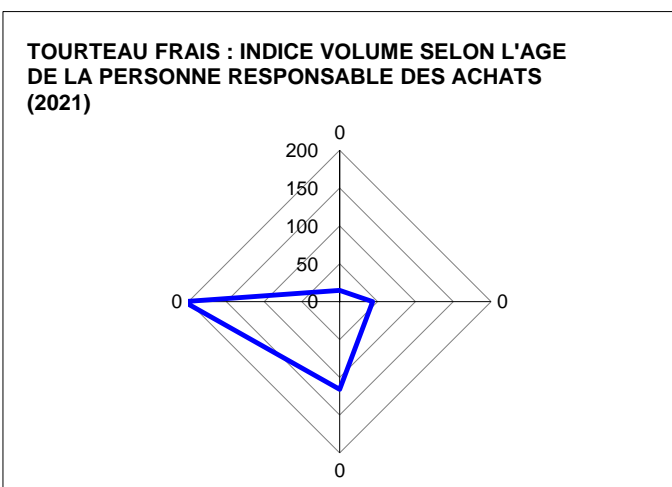 TOURTEAU FRAIS : INDICE VOLUME SELON L'AGE
DE LA PERSONNE RESPONSABLE DES ACHATS
(2021)
0
200
150
100
50
0 0 0
0